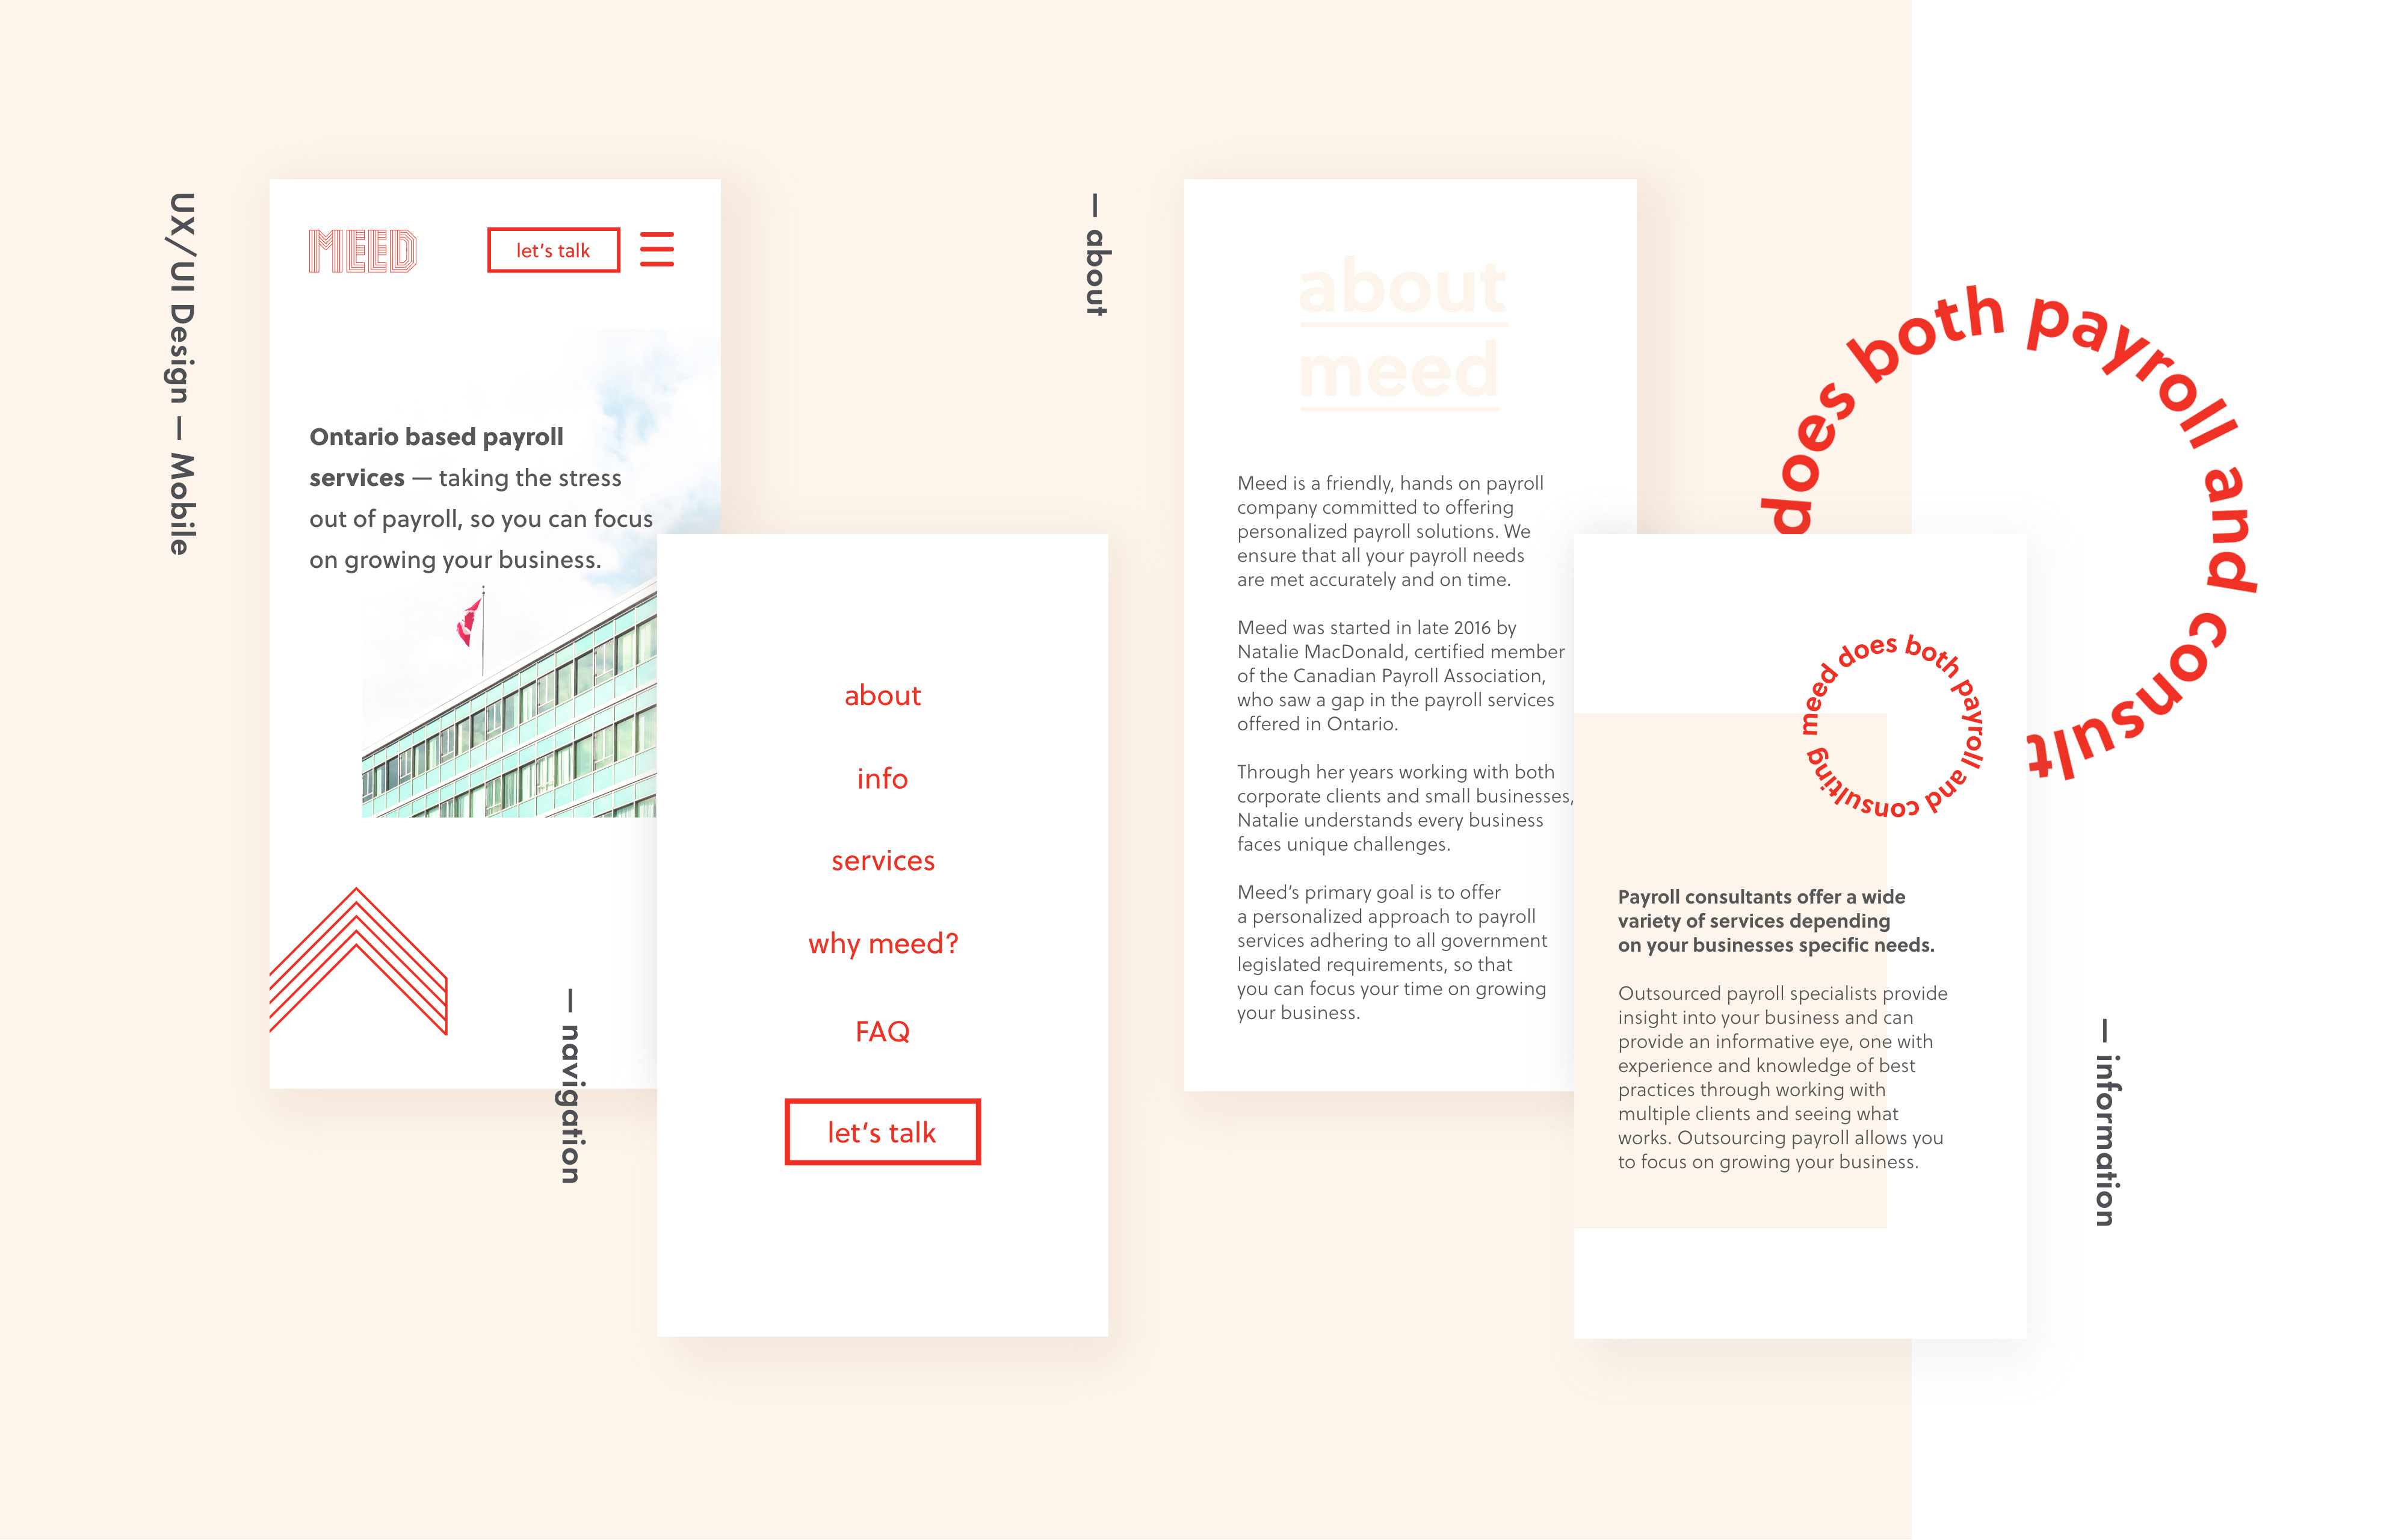 UX/UI Design — Mobile
MEED
let’s talk
Ontario based payroll
services — taking the stress
out of payroll, so you can focus
on growing your business.
— navigation
about
info
services
why meed?
FAQ
let’s talk
— about
about
meed
Meed is a friendly, hands on payroll
company committed to offering
personalized payroll solutions. We
ensure that all your payroll needs
are met accurately and on time.
Meed was started in late 2016 by
Natalie MacDonald, certified member
of the Canadian Payroll Association,
who saw a gap in the payroll services
offered in Ontario.
Through her years working with both
corporate clients and small businesses,
Natalie understands every business
faces unique challenges.
Meed’s primary goal is to offer
a personalized approach to payroll
services adhering to all government
legislated requirements, so that
you can focus your time on growing
your business.
does both payroll and consult
meed does both payroll and consulting
Payroll consultants offer a wide
variety of services depending
on your businesses specific needs.
Outsourced payroll specialists provide
insight into your business and can
provide an informative eye, one with
experience and knowledge of best
practices through working with
multiple clients and seeing what
works. Outsourcing payroll allows you
to focus on growing your business.
— information